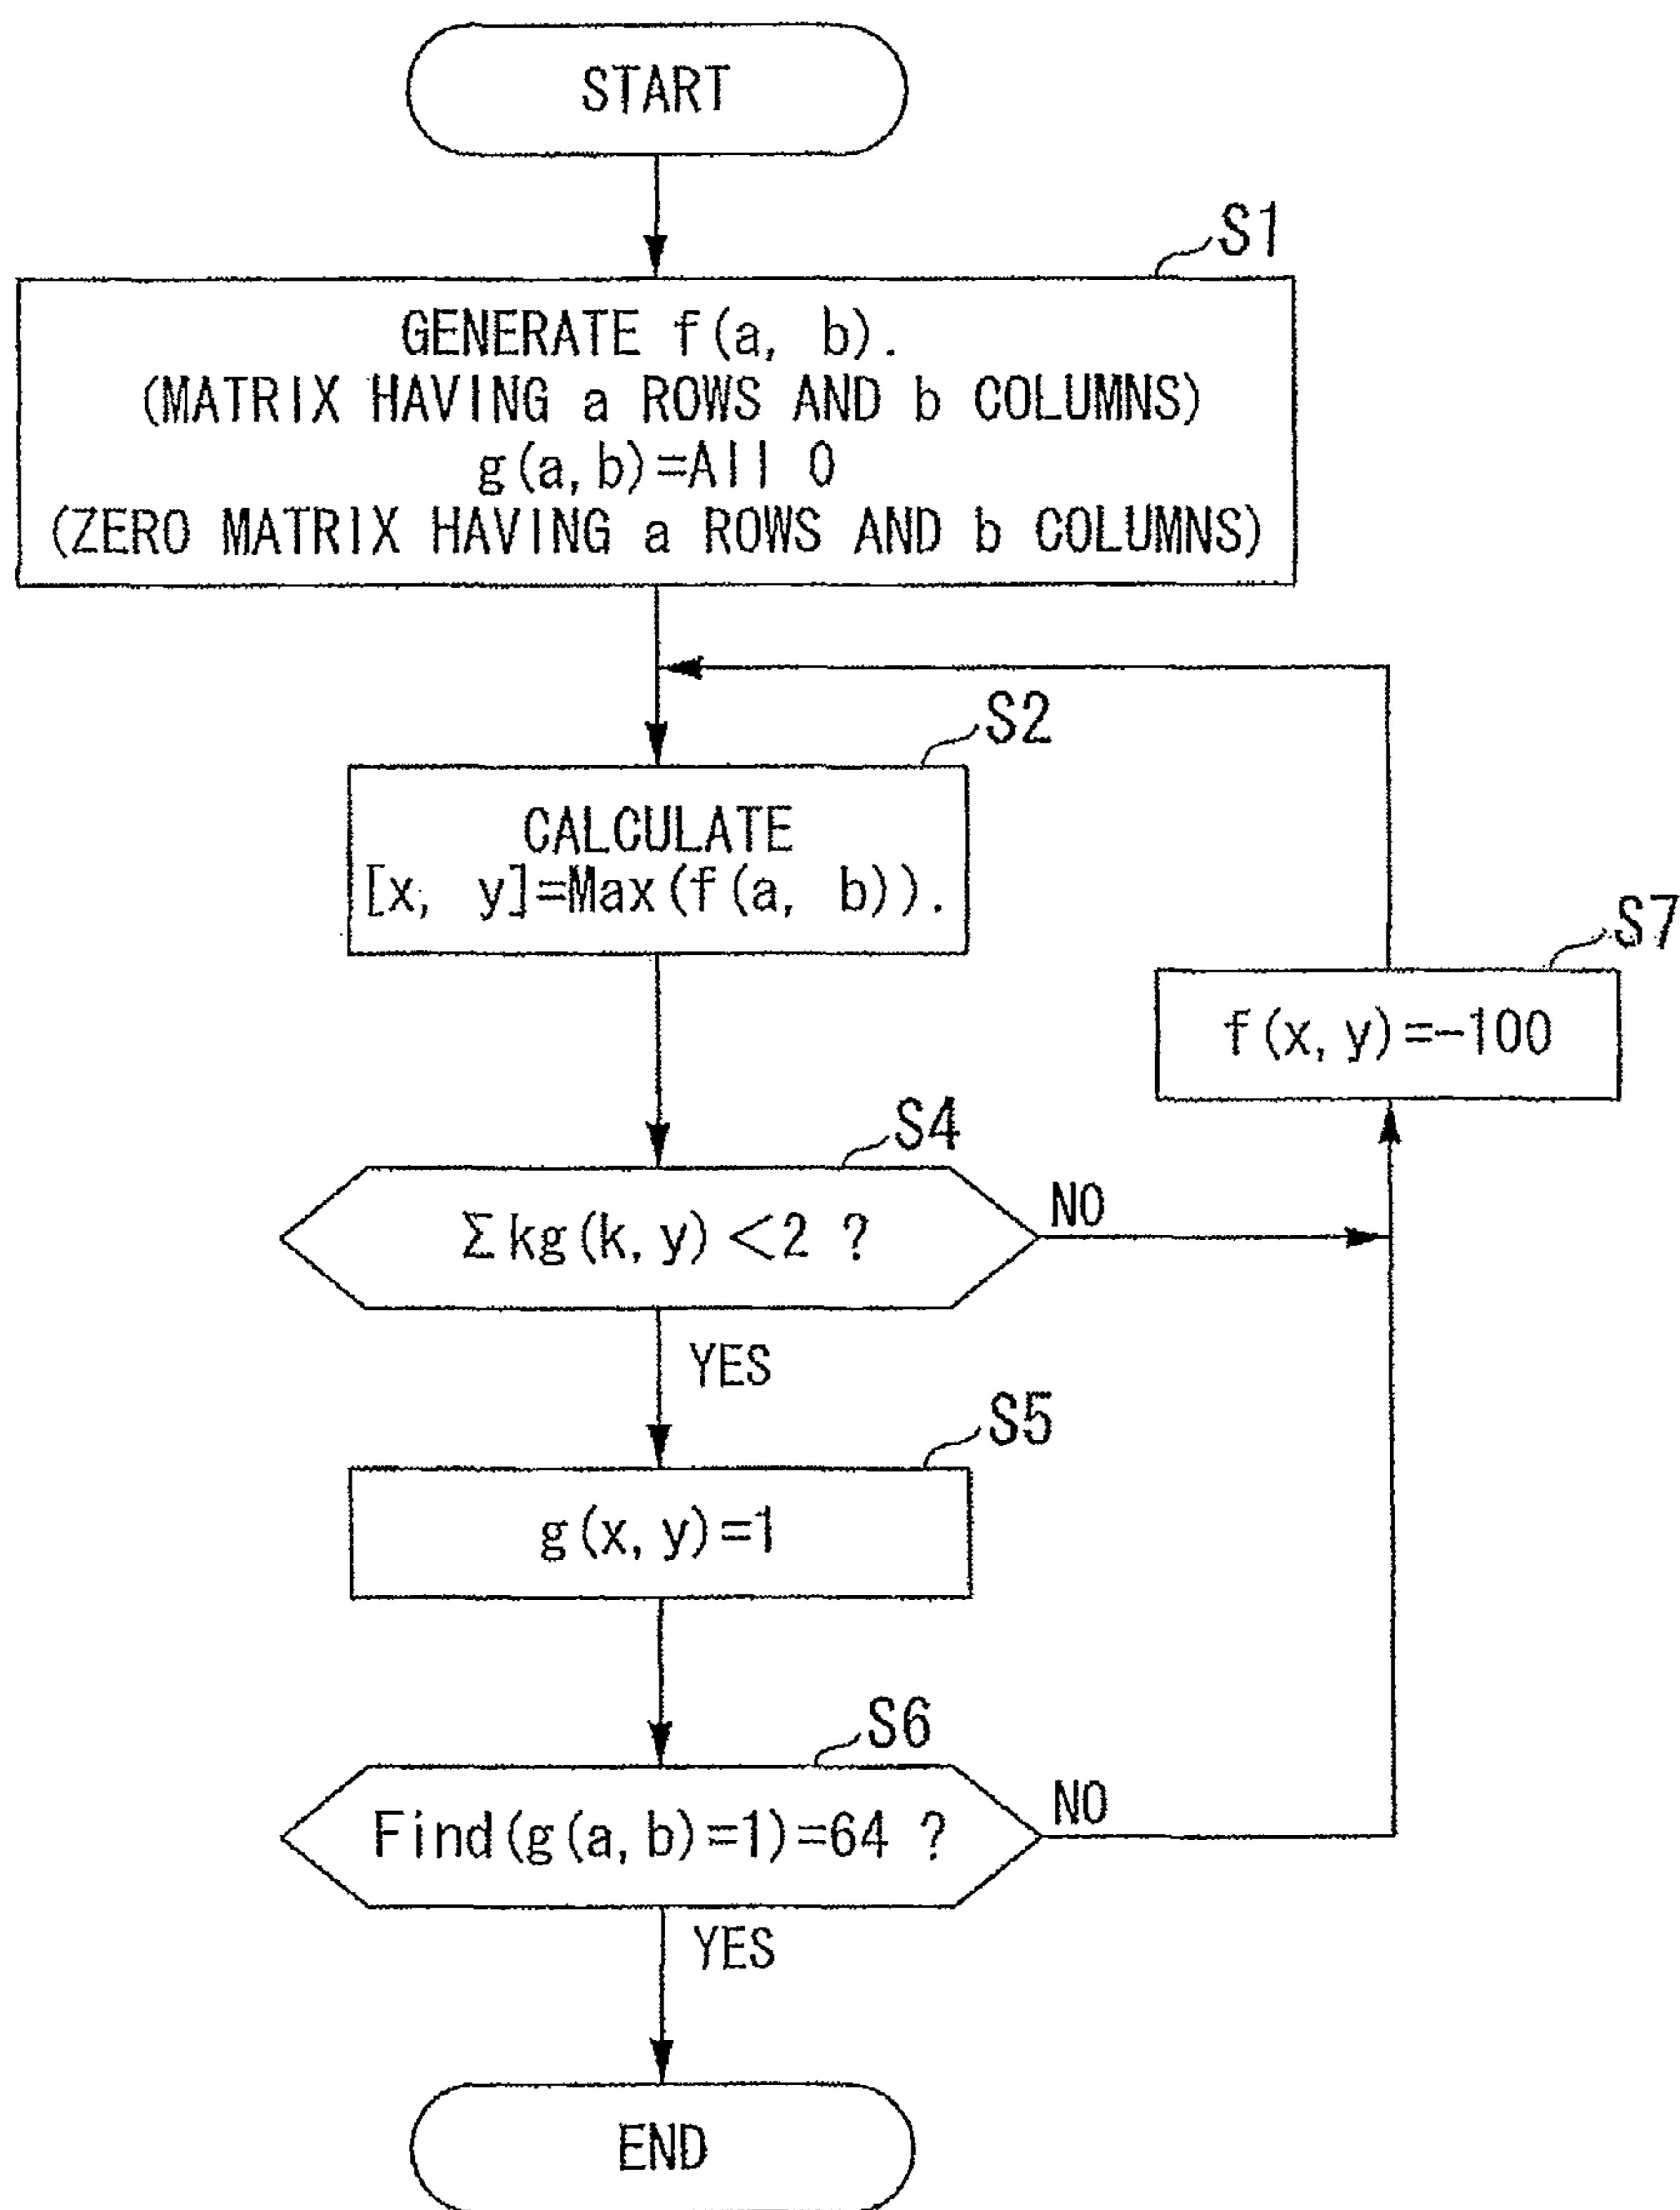 START
S1
GENERATE f(a, b).
(MATRIX HAVING a ROWS AND b COLUMNS)
g(a,b)=All 0
(ZERO MATRIX HAVING a ROWS AND b COLUMNS)
S2
CALCULATE
[x, y]=Max(f(a, b)).
S7
f(x,y)=-100
S4
Σkg(k,y)<2 ?
NO
YES
S5
g(x,y)=1
S6
Find(g(a,b)=1)=64 ?
NO
YES
END